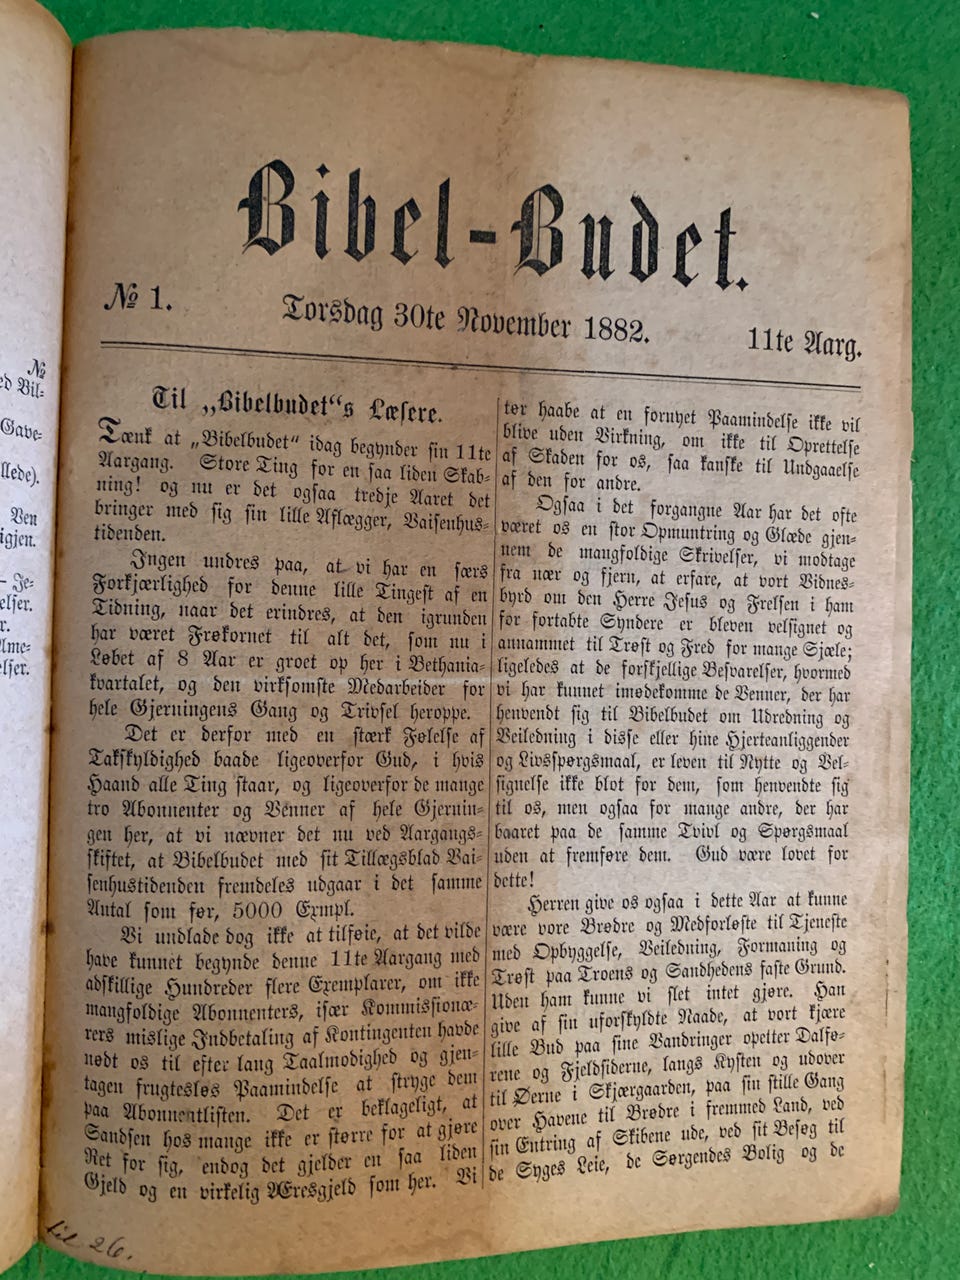 №
Bil-
Gave-
llede).
Ven
igjen.
- Je-
elser.
r.
Ame-
lser.
Bibel-Budet.
№ 1.
Torsdag 30te November 1882.
11te Aarg.
Til „Bibelbudet“s Læsere.
Tænk at „Bibelbudet“ idag begynder sin 11te
Aargang. Store Ting for en saa liden Skab-
ning! og nu er det ogsaa tredje Aaret det
bringer med sig sin lille Aflægger, Vaisenhus-
tidenden.
Ingen undres paa, at vi har en særs
Forkjærlighed for denne lille Tingest af en
Tidning, naar det erindres, at den igrunden
har været Frøkornet til alt det, som nu i
Løbet af 8 Aar er groet op her i Bethania-
kvartalet, og den virksomste Medarbeider for
hele Gjerningens Gang og Trivsel heroppe.
Det er derfor med en stærk Følelse af
Takskyldighed baade ligeoverfor Gud, i hvis
Haand alle Ting staar, og ligeoverfor de mange
tro Abonnenter og Venner af hele Gjernin-
gen her, at vi nævner det nu ved Aargangs-
skiftet, at Bibelbudet med sit Tillægsblad Vai-
senhustidenden fremdeles udgaar i det samme
Antal som før, 5000 Exmpl.
Vi undlade dog ikke at tilføie, at det vilde
have kunnet begynde denne 11te Aargang med
adskillige Hundreder flere Exemplarer, om ikke
mangfoldige Abonnenters, især Kommissionæ-
rers mislige Indbetaling af Kontingenten havde
nødt os til efter lang Taalmodighed og gjen-
tagen frugtesløs Paamindelse at stryge dem
paa Abonnentlisten. Det er beklageligt, at
Sandsen hos mange ikke er større for at gjøre
Ret for sig, endog det gjelder en saa liden
Gjeld og en virkelig Æresgjeld som her. Vi
tør haabe at en fornyet Paamindelse ikke vil
blive uden Virkning, om ikke til Oprettelse
af Skaden for os, saa kanske til Undgaaelse
af den for andre.
Ogsaa i det forgangne Aar har det ofte
været os en stor Opmuntring og Glæde gjen-
nem de mangfoldige Skrivelser, vi modtage
fra nær og fjern, at erfare, at vort Vidnes-
byrd om den Herre Jesus og Frelsen i ham
for fortabte Syndere er bleven velsignet og
annammet til Trøst og Fred for mange Sjæle;
ligeledes at de forskjellige Besvarelser, hvormed
vi har kunnet imødekomme de Venner, der har
henvendt sig til Bibelbudet om Udredning og
Veiledning i disse eller hine Hjerteanliggender
og Livsspørgsmaal, er leven til Nytte og Vel-
signelse ikke blot for dem, som henvendte sig
til os, men ogsaa for mange andre, der har
baaret paa de samme Tvivl og Spørgsmaal
uden at fremføre dem. Gud være lovet for
dette!
Herren give os ogsaa i dette Aar at kunne
være vore Brødre og Medforløste til Tjeneste
med Opbyggelse, Veiledning, Formaning og
Trøst paa Troens og Sandhedens faste Grund.
Uden ham kunne vi slet intet gjøre. Han
give af sin uforskyldte Naade, at vort kjære
lille Bud paa sine Vandringer opetter Dalfø-
rene og Fjeldsiderne, langs Kysten og udover
til Øerne i Skjærgaarden, paa sin stille Gang
over Havene til Brødre i fremmed Land, ved
sin Entring af Skibene ude, ved sit Besøg til
de Syges Leie, de Sørgendes Bolig og de
til 26.